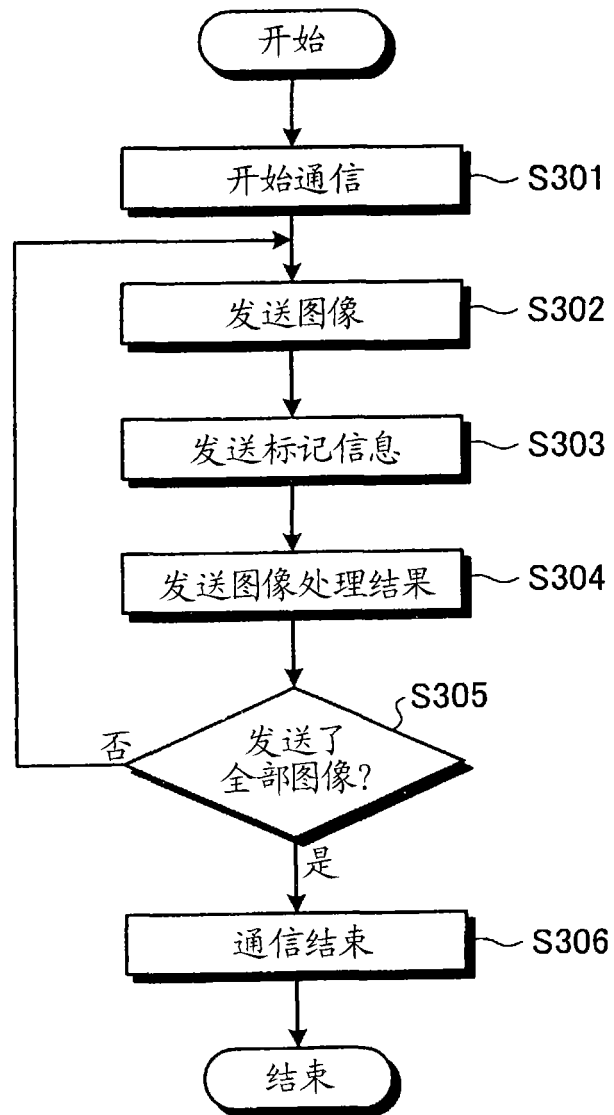 开始
开始通信
S301
发送图像
S302
发送标记信息
S303
发送图像处理结果
S304
S305
发送了
全部图像?
否
是
通信结束
S306
结束